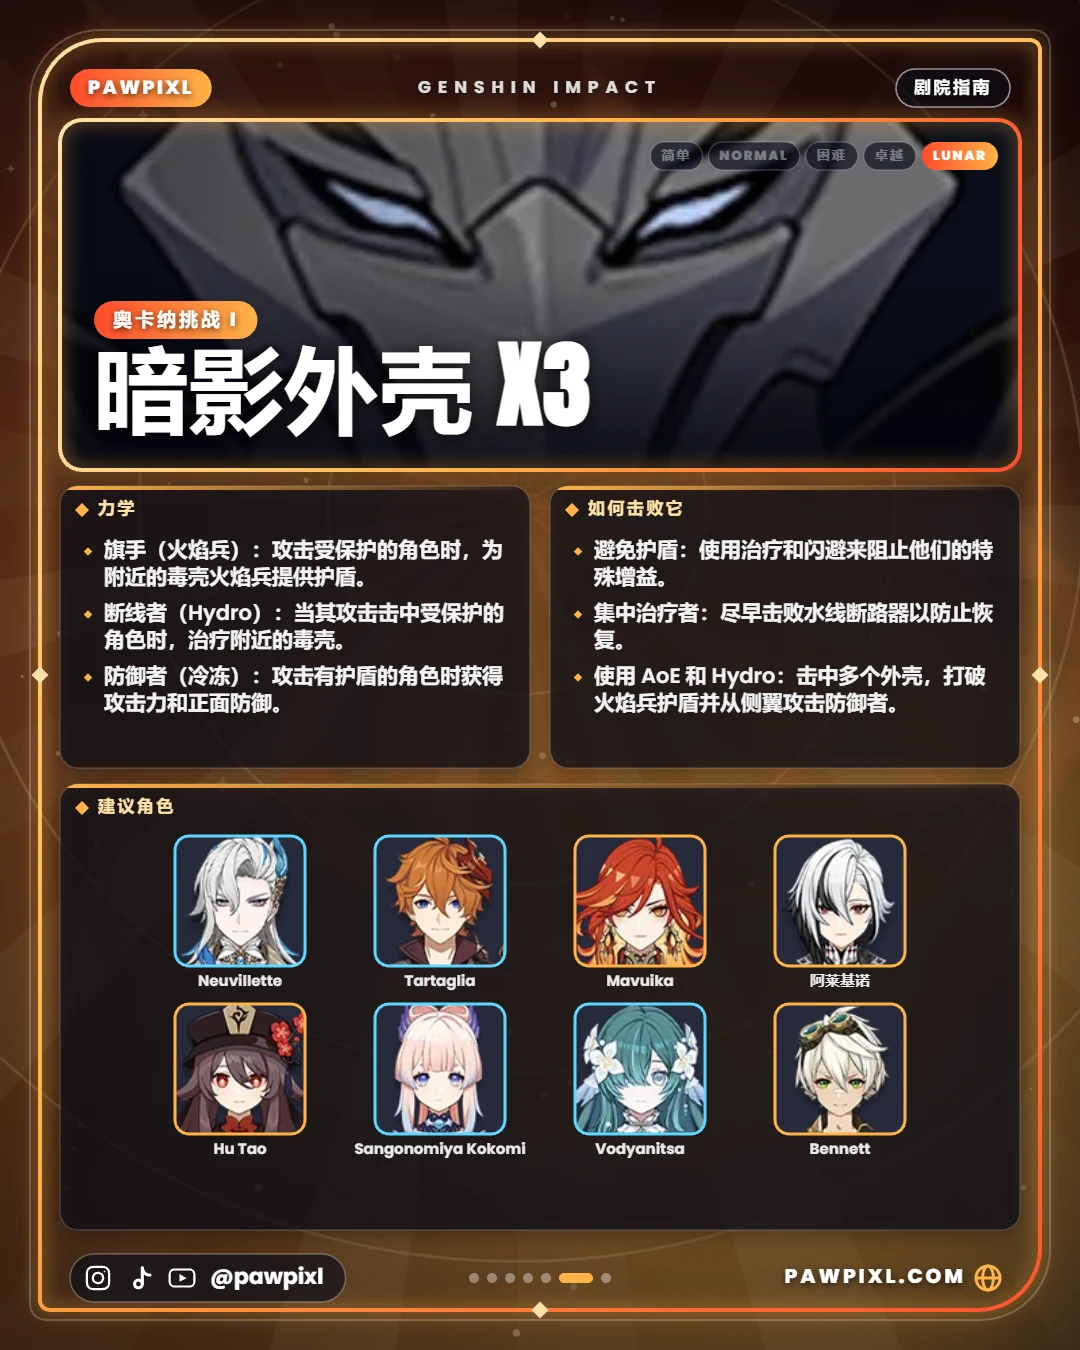 PAWPIXL
GENSHIN IMPACT
剧院指南
简单
NORMAL
困难
卓越
LUNAR
奥卡纳挑战 I
暗影外壳 X3
力学
旗手（火焰兵）：攻击受保护的角色时，为
附近的毒壳火焰兵提供护盾。
断线者（Hydro）：当其攻击击中受保护的
角色时，治疗附近的毒壳。
防御者（冷冻）：攻击有护盾的角色时获得
攻击力和正面防御。
如何击败它
避免护盾：使用治疗和闪避来阻止他们的特
殊增益。
集中治疗者：尽早击败水线断路器以防止恢
复。
使用 AoE 和 Hydro：击中多个外壳，打破
火焰兵护盾并从侧翼攻击防御者。
建议角色
Neuvillette
Tartaglia
Mavuika
阿莱基诺
Hu Tao
Sangonomiya Kokomi
Vodyanitsa
Bennett
@pawpixl
PAWPIXL.COM